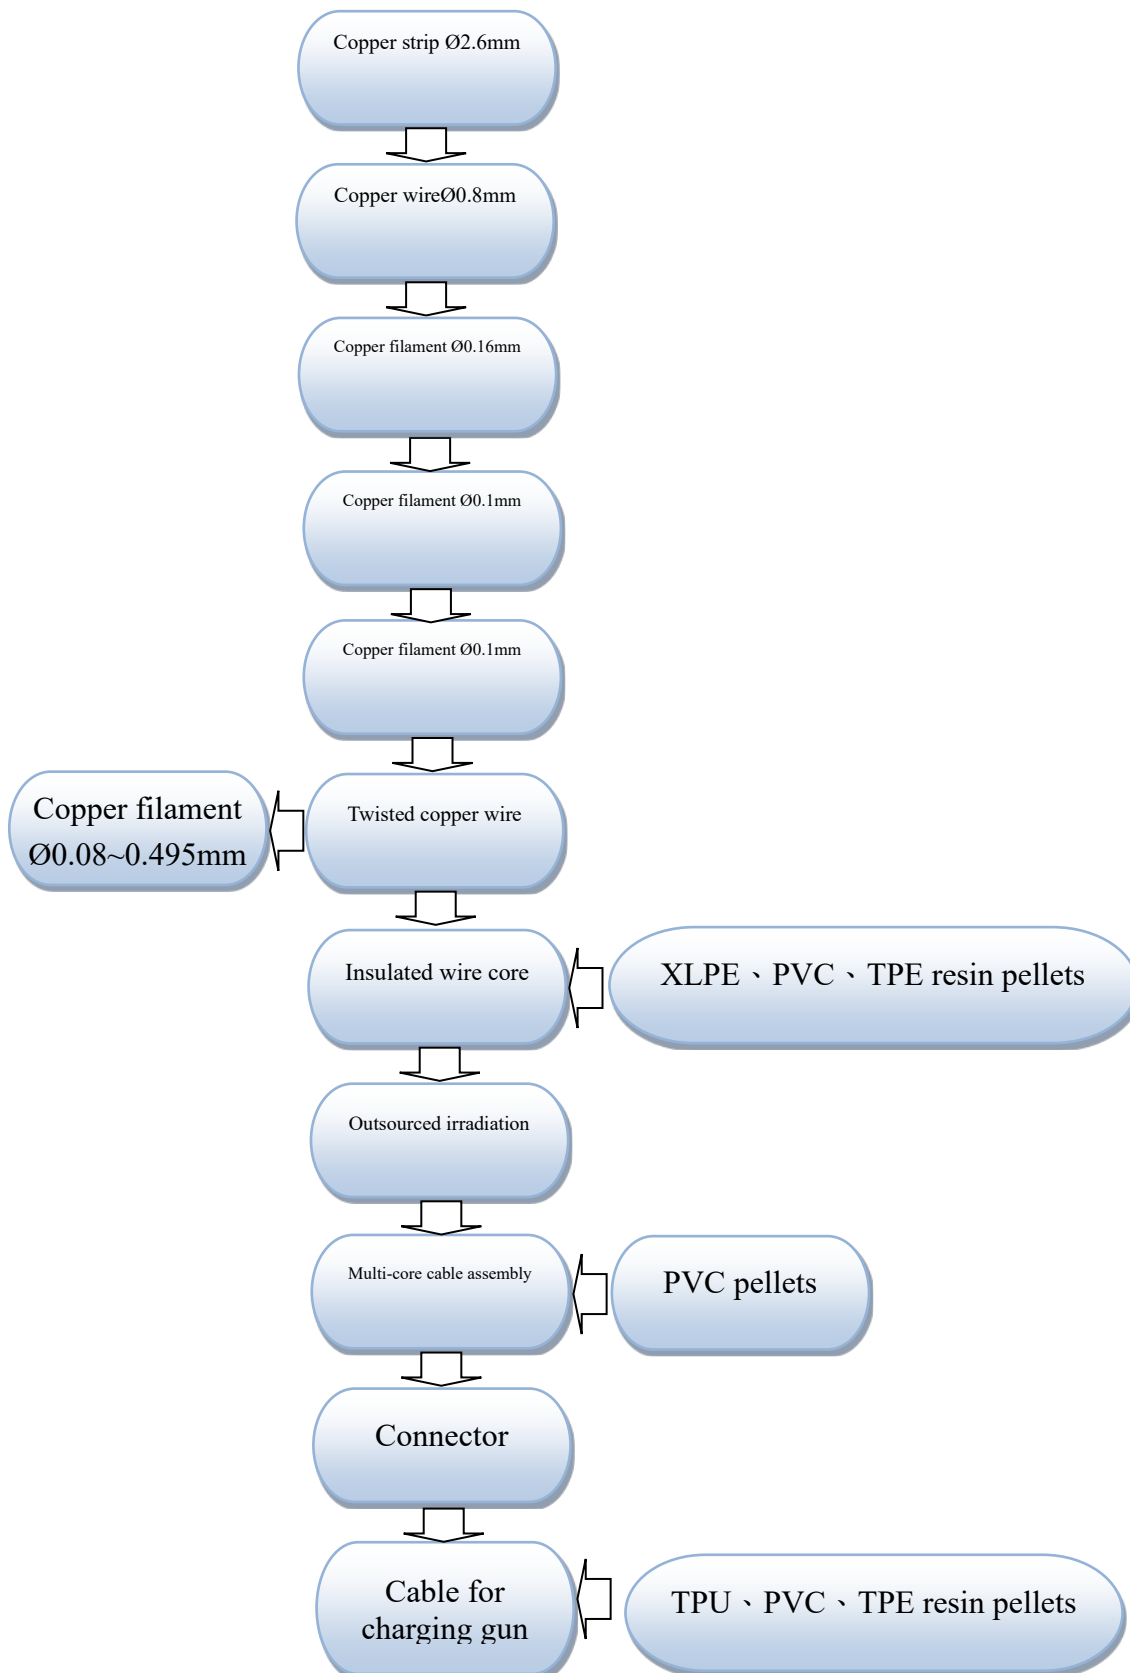 Copper strip Ø2.6mm
Copper wireØ0.8mm
Copper filament Ø0.16mm
Copper filament Ø0.1mm
Copper filament Ø0.1mm
Copper filament
Ø0.08~0.495mm
Twisted copper wire
Insulated wire core
XLPE、PVC、TPE resin pellets
Outsourced irradiation
Multi-core cable assembly
PVC pellets
Connector
Cable for
charging gun
TPU、PVC、TPE resin pellets